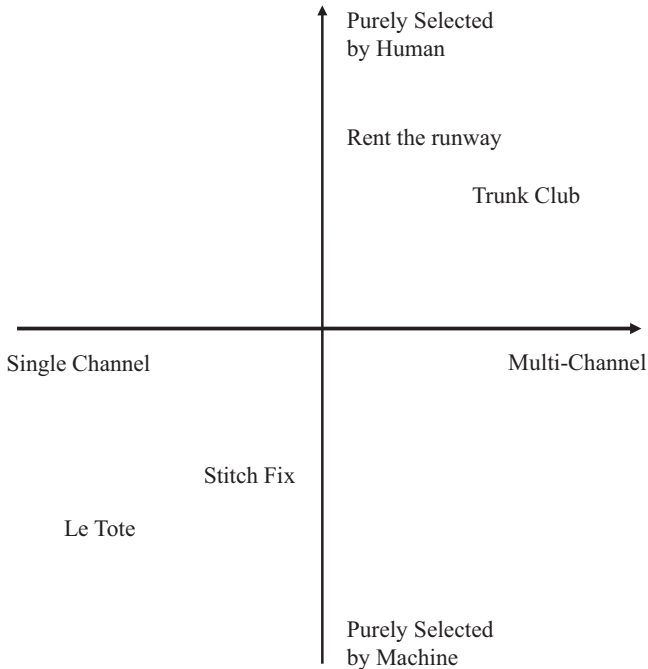 Purely Selected
by Human
Rent the runway
Trunk Club
Single Channel
Multi-Channel
Stitch Fix
Le Tote
Purely Selected
by Machine